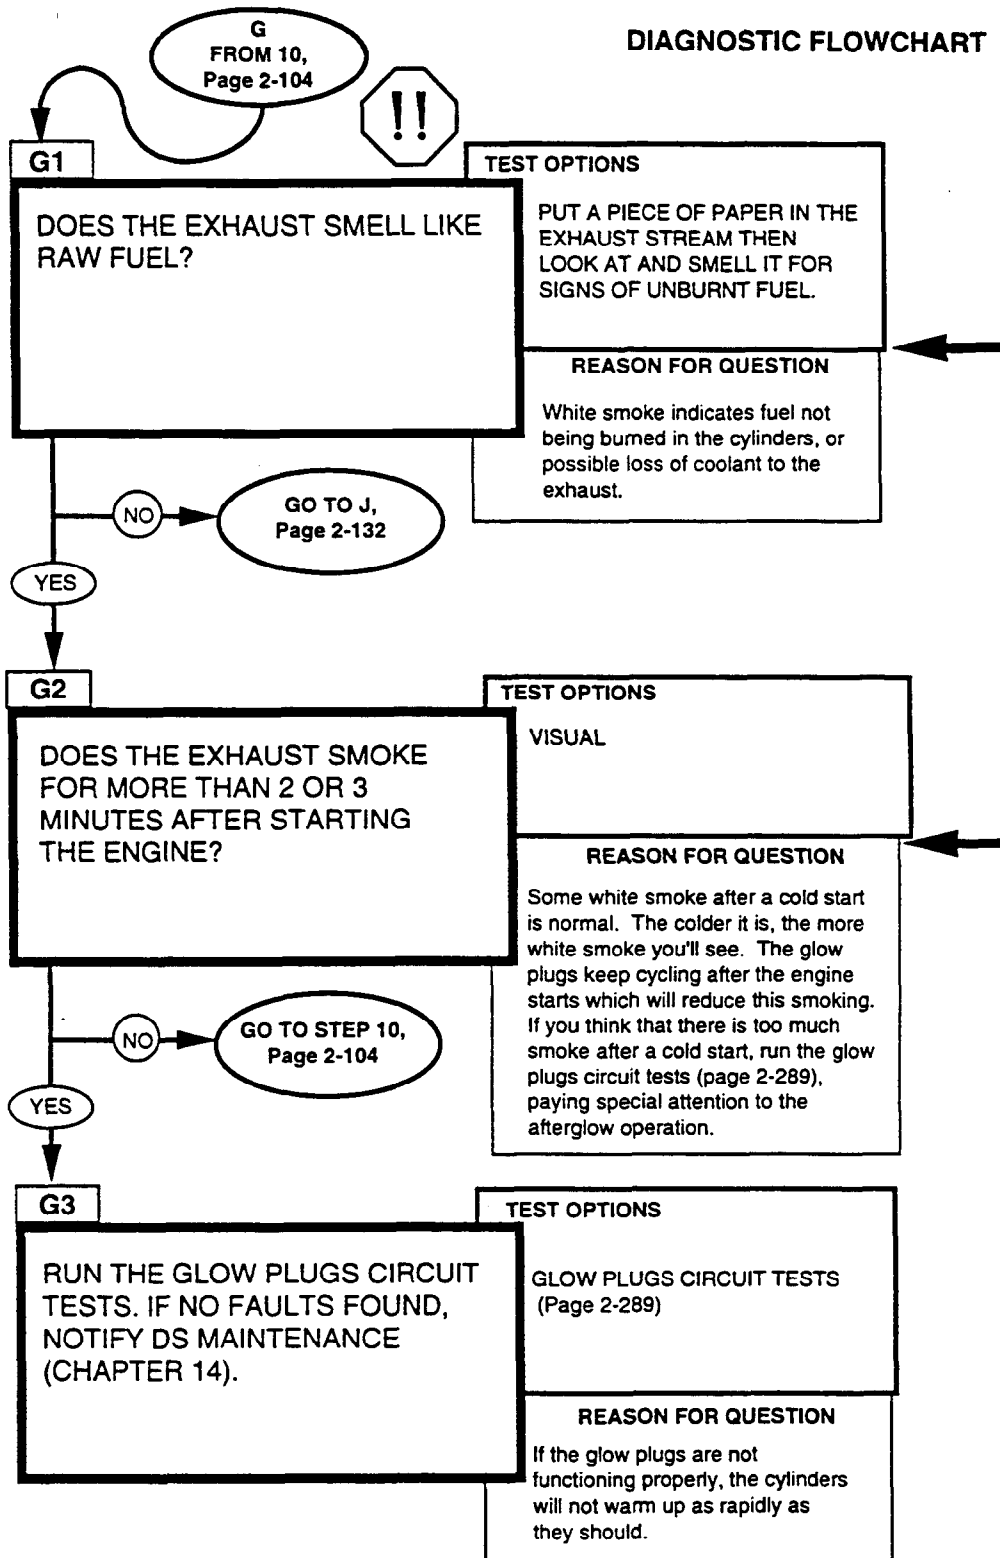 DIAGNOSTIC FLOWCHART
G
FROM 10,
Page 2-104
!!
G1
DOES THE EXHAUST SMELL LIKE
RAW FUEL?
TEST OPTIONS
PUT A PIECE OF PAPER IN THE
EXHAUST STREAM THEN
LOOK AT AND SMELL IT FOR
SIGNS OF UNBURNT FUEL.
REASON FOR QUESTION
White smoke indicates fuel not
being burned in the cylinders, or
possible loss of coolant to the
exhaust.
NO
GO TO J,
Page 2-132
YES
G2
DOES THE EXHAUST SMOKE
FOR MORE THAN 2 OR 3
MINUTES AFTER STARTING
THE ENGINE?
TEST OPTIONS
VISUAL
REASON FOR QUESTION
Some white smoke after a cold start
is normal. The colder it is, the more
white smoke you'll see. The glow
plugs keep cycling after the engine
starts which will reduce this smoking.
If you think that there is too much
smoke after a cold start, run the glow
plugs circuit tests (page 2-289),
paying special attention to the
afterglow operation.
NO
GO TO STEP 10,
Page 2-104
YES
G3
RUN THE GLOW PLUGS CIRCUIT
TESTS. IF NO FAULTS FOUND,
NOTIFY DS MAINTENANCE
(CHAPTER 14).
TEST OPTIONS
GLOW PLUGS CIRCUIT TESTS
(Page 2-289)
REASON FOR QUESTION
If the glow plugs are not
functioning properly, the cylinders
will not warm up as rapidly as
they should.